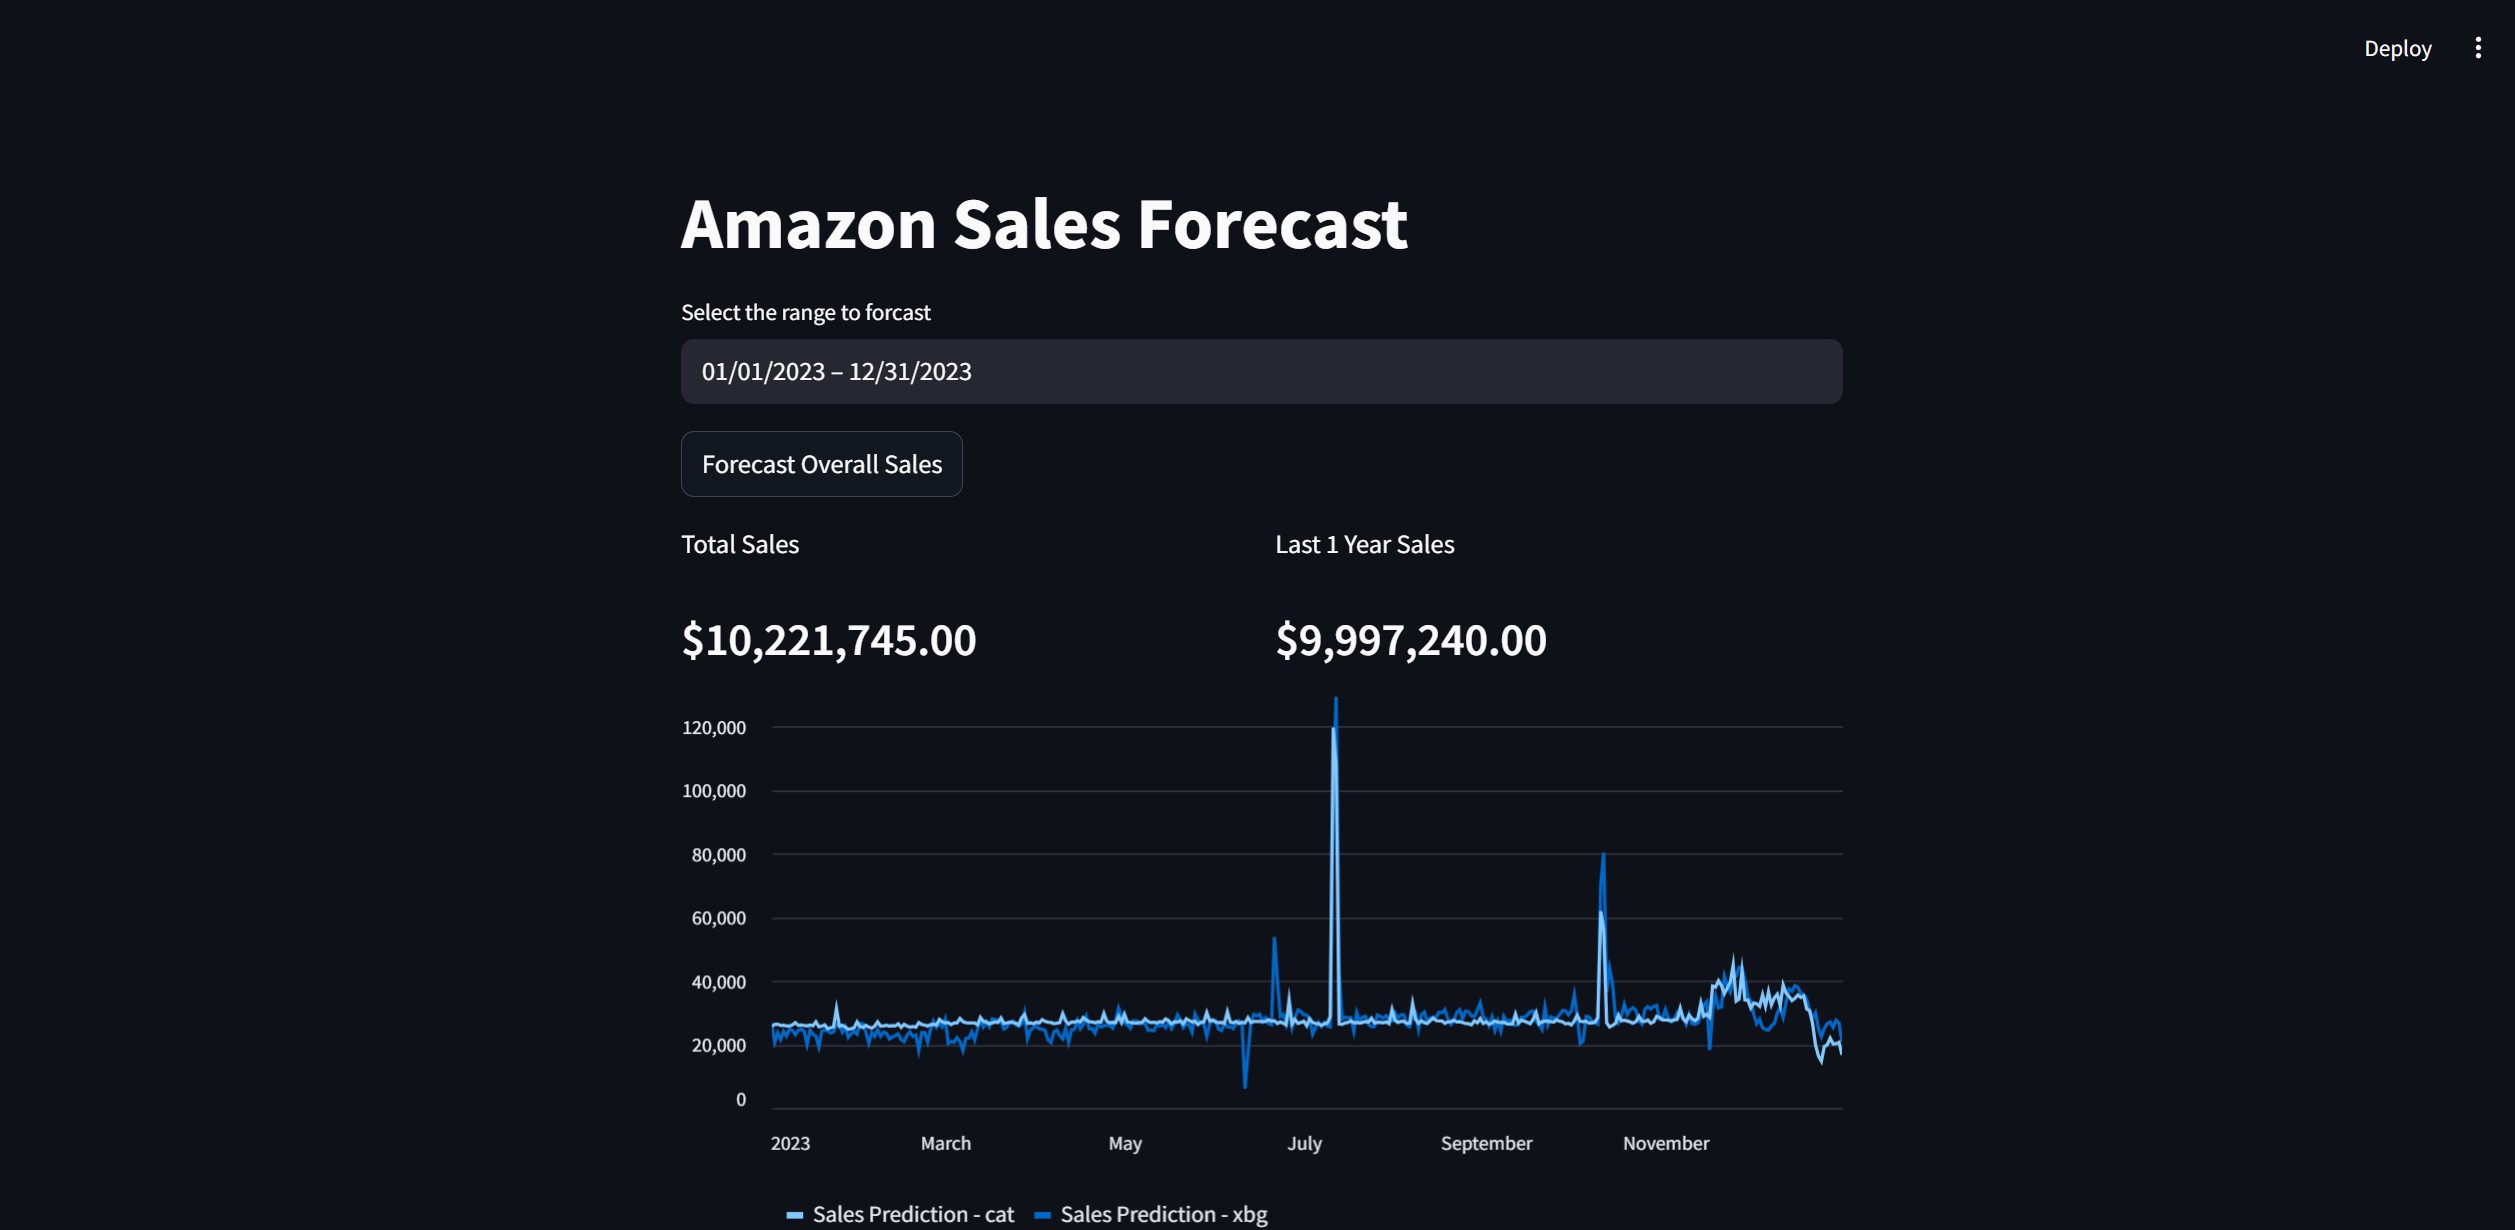 Deploy
Amazon Sales Forecast
Select the range to forcast
01/01/2023 – 12/31/2023
Forecast Overall Sales
Total Sales
Last 1 Year Sales
$10,221,745.00
$9,997,240.00
120,000
100,000
80,000
60,000
40,000
20,000
0
2023 March May July September November
Sales Prediction - cat Sales Prediction - xbg